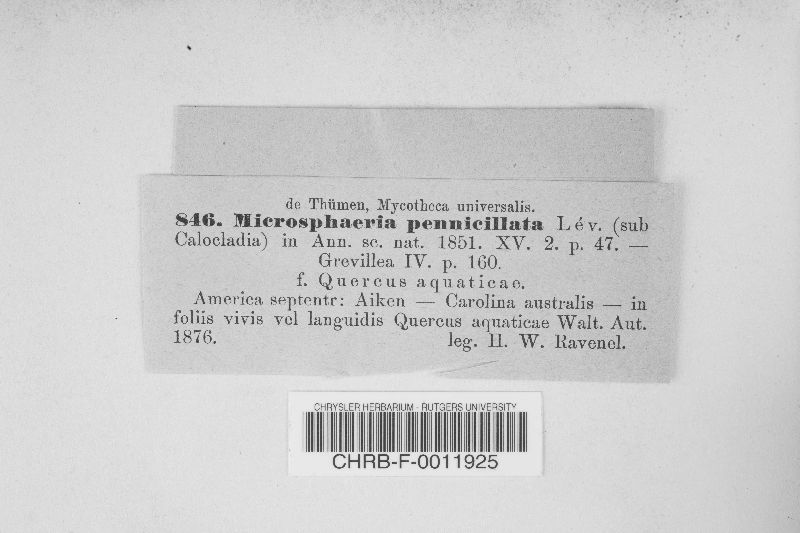 de Thümen, Mycotheca universalis.
846. Microsphaeria pennicillata Lév. (sub
Calocladia) in Ann. sc. nat. 1851. XV. 2. p. 47. —
Grevillea IV. p. 160.
f. Quercus aquaticae.
America septentr: Aiken — Carolina australis — in
foliis vivis vel languidis Quercus aquaticae Walt. Aut.
1876. leg. H. W. Ravenel.
CHRYSLER HERBARIUM - RUTGERS UNIVERSITY
CHRB-F-0011925